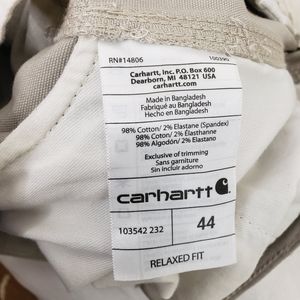 RN#14806 100390
Carhartt, Inc. P.O. Box 600
Dearborn, MI 48121 USA
carhartt.com
Made in Bangladesh
Fabriqué au Bangladesh
Hecho en Bangladesh
98% Cotton/ 2% Elastane (Spandex)
98% Coton/ 2% Élasthanne
98% Algodón/ 2% Elastano
Exclusive of trimming
Sans garniture
Sin incluir adorno
carhartt
103542 232 44
RELAXED FIT